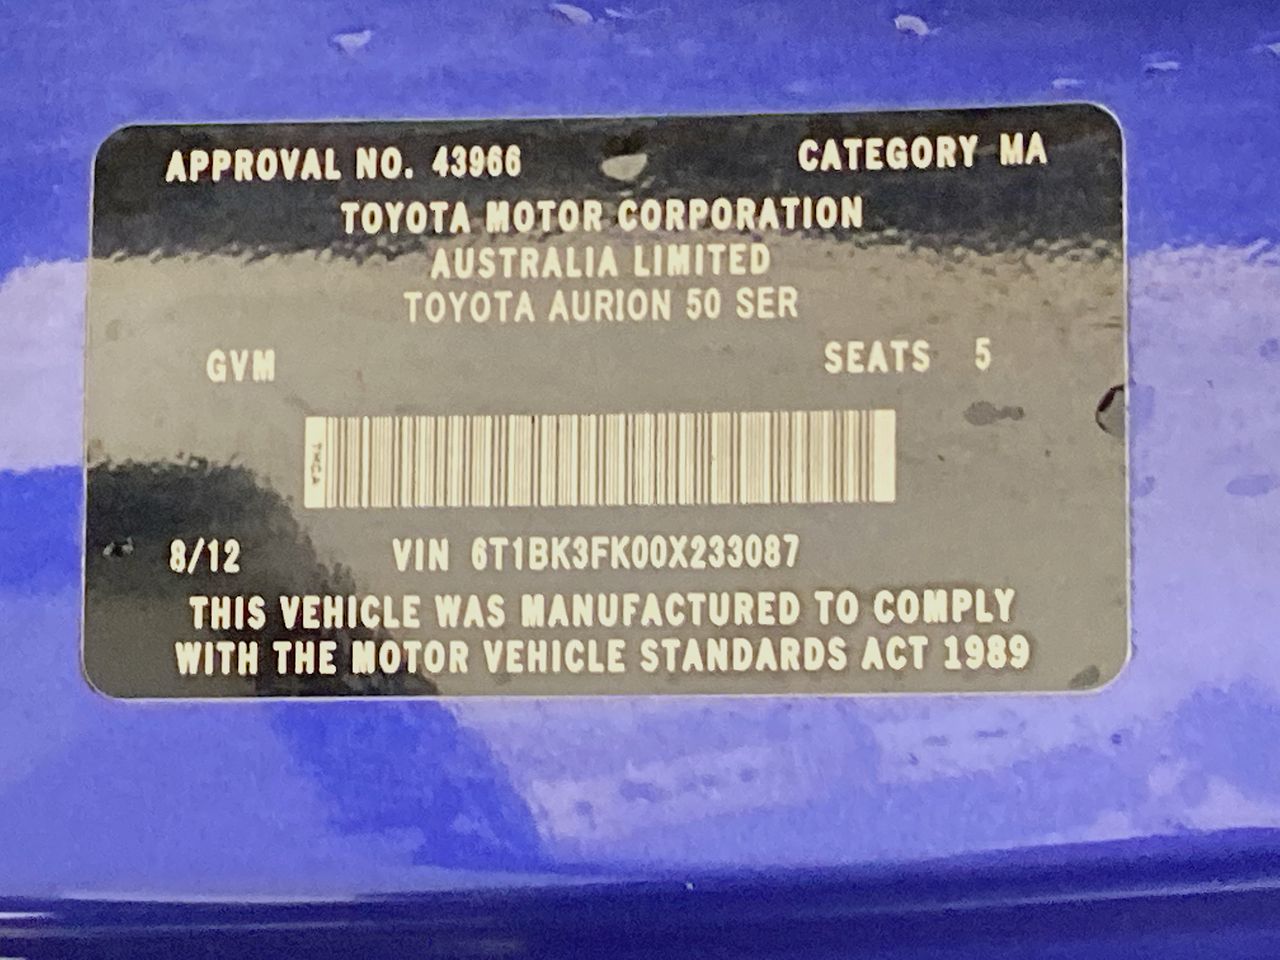 APPROVAL NO. 43966 CATEGORY MA
TOYOTA MOTOR CORPORATION
AUSTRALIA LIMITED
TOYOTA AURION 50 SER
GVM SEATS 5
TMCA
8/12 VIN 6T1BK3FK00X233087
THIS VEHICLE WAS MANUFACTURED TO COMPLY
WITH THE MOTOR VEHICLE STANDARDS ACT 1989